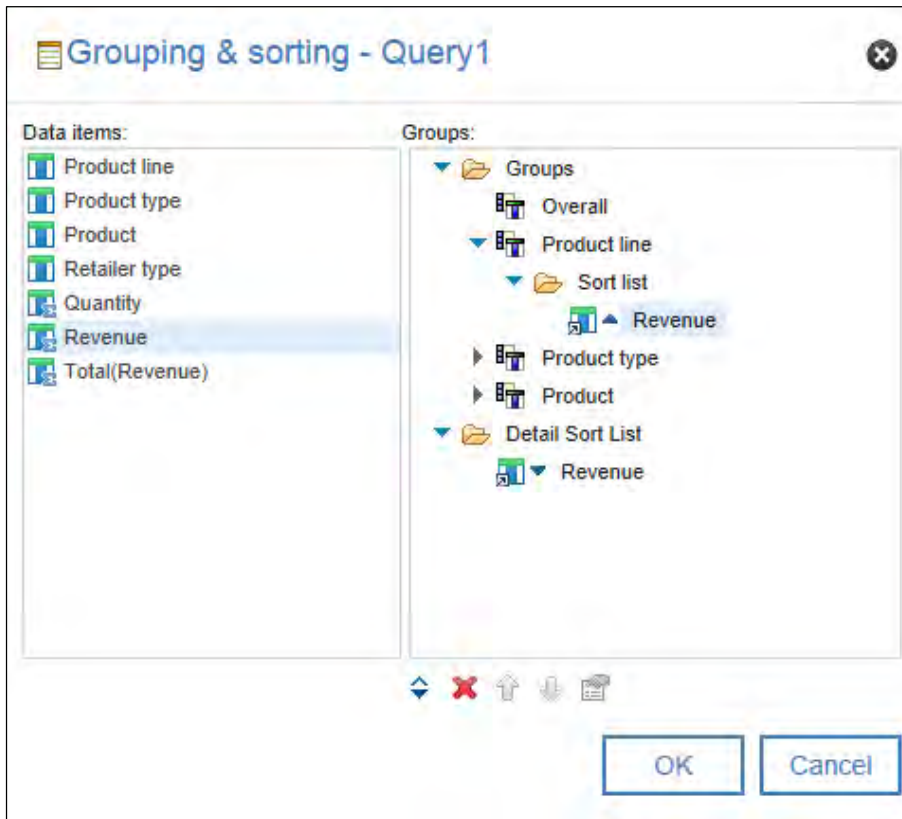 Grouping & sorting - Query1
Data items:
Product line
Product type
Product
Retailer type
Quantity
Revenue
Total(Revenue)
Groups:
Groups
Overall
Product line
Sort list
Revenue
Product type
Product
Detail Sort List
Revenue
OK
Cancel